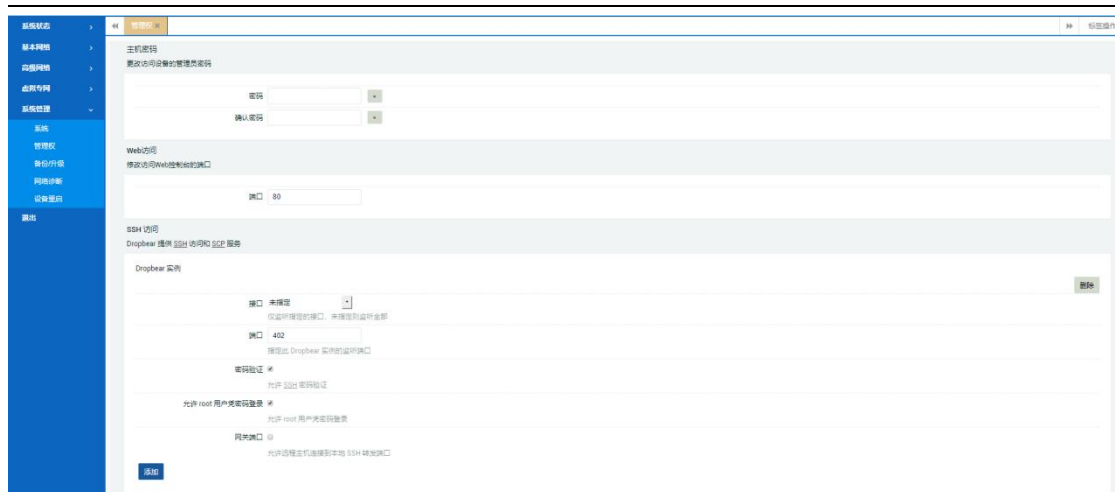 系统状态
基本网络
高级网络
虚拟专网
系统管理
系统
管理权
备份/升级
网络诊断
设备重启
退出
管理权
标签操作
主机密码
更改访问设备的管理员密码
密码
确认密码
Web访问
修改访问Web控制台的端口
端口 80
SSH 访问
Dropbear 提供 SSH 访问和 SCP 服务
Dropbear 实例
删除
接口 未指定
仅监听指定的接口，未指定则监听全部
端口 402
指定此 Dropbear 实例的监听端口
密码验证
允许 SSH 密码验证
允许 root 用户凭密码登录
允许 root 用户凭密码登录
网关端口
允许远程主机连接到本地 SSH 转发端口
添加